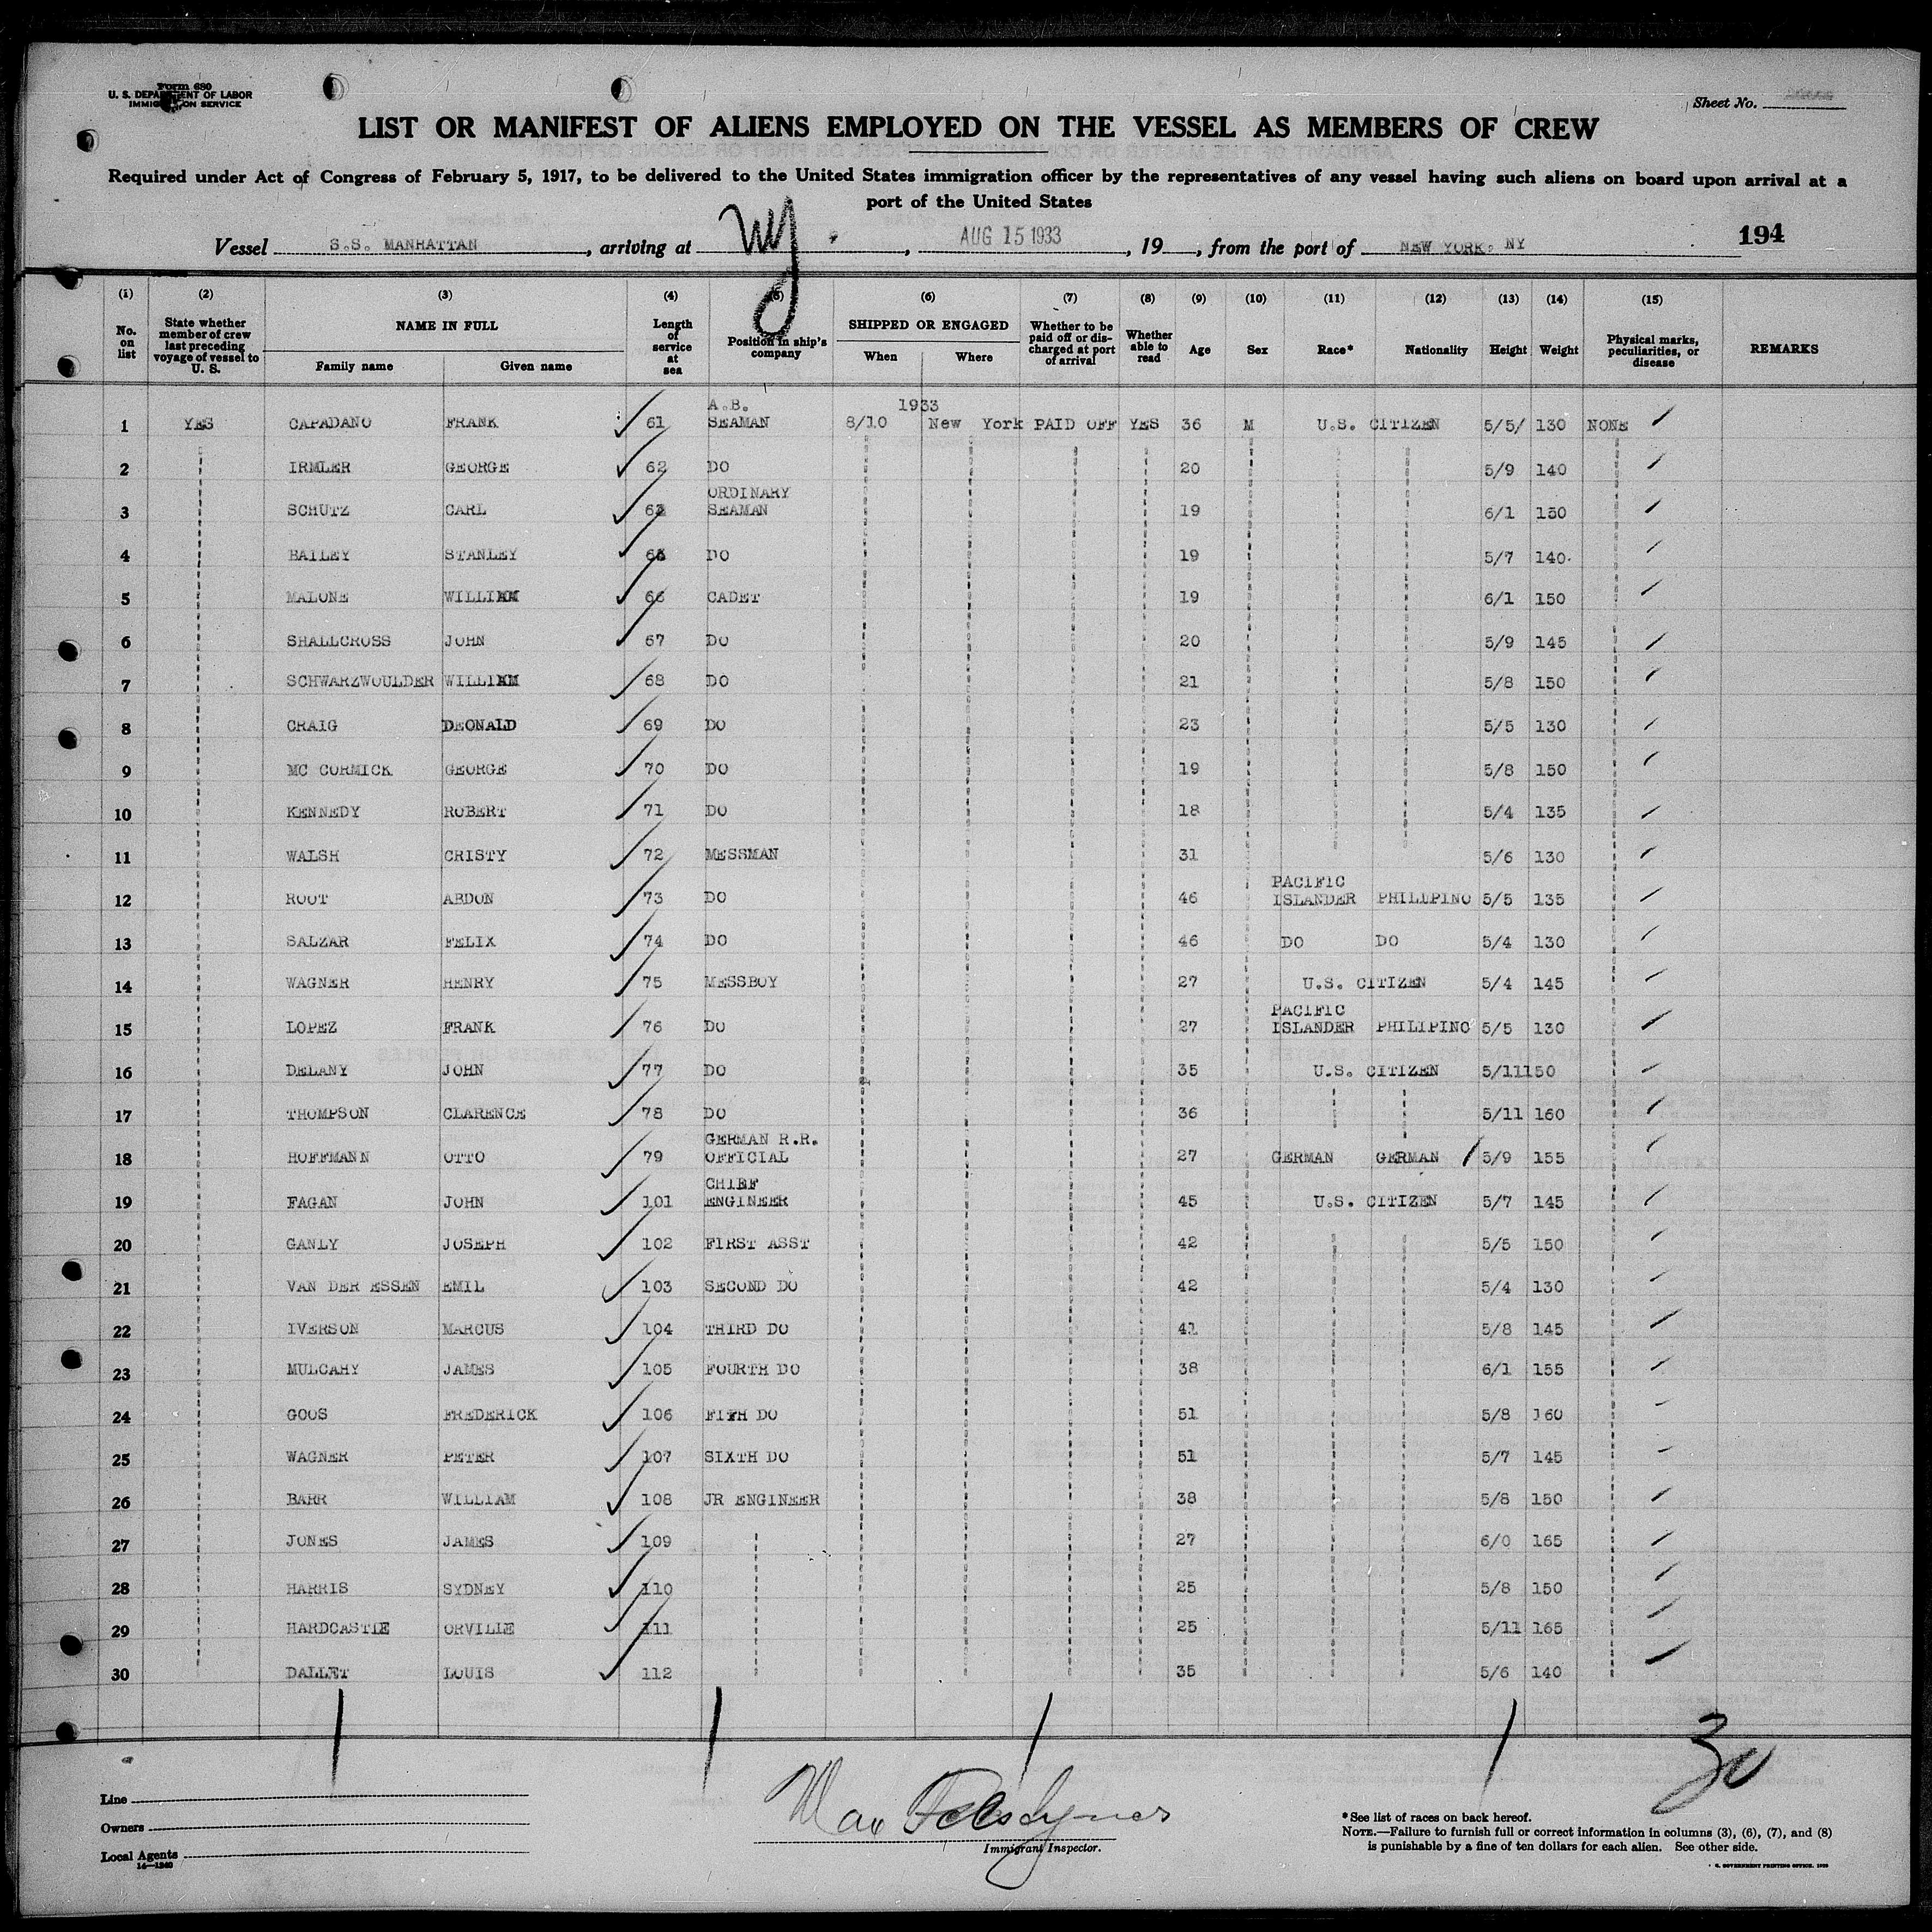 Form 680
U. S. DEPARTMENT OF LABOR
IMMIGRATION SERVICE
Sheet No.
LIST OR MANIFEST OF ALIENS EMPLOYED ON THE VESSEL AS MEMBERS OF CREW
Required under Act of Congress of February 5, 1917, to be delivered to the United States immigration officer by the representatives of any vessel having such aliens on board upon arrival at a
port of the United States
Vessel S.S. MANHATTAN, arriving at NY, AUG 15 1933, 19, from the port of NEW YORK, NY 194
(1) (2) (3) (4) (5) (6) (7) (8) (9) (10) (11) (12) (13) (14) (15)
No. on list
State whether member of crew last preceding voyage of vessel to U. S.
NAME IN FULL
Family name Given name
Length of service at sea
Position in ship's company
SHIPPED OR ENGAGED
When Where
Whether to be paid off or discharged at port of arrival
Whether able to read
Age Sex Race* Nationality Height Weight
Physical marks, peculiarities, or disease
REMARKS
A.B. 1933
1 YES CAPADANO FRANK 61 SEAMAN 8/10 New York PAID OFF YES 36 M U.S. CITIZEN 5/5/ 130 NONE
2 IRMLER GEORGE 62 DO 20 5/9 140
ORDINARY
3 SCHUTZ CARL SEAMAN 19 6/1 150
4 BAILEY STANLEY DO 19 5/7 140.
5 MALONE WILLIAM 66 CADET 19 6/1 150
6 SHALLCROSS JOHN 67 DO 20 5/9 145
7 SCHWARZWOULDER WILLIAM 68 DO 21 5/8 150
8 CRAIG DEONALD 69 DO 23 5/5 130
9 MC CORMICK GEORGE 70 DO 19 5/8 150
10 KENNEDY ROBERT 71 DO 18 5/4 135
11 WALSH CRISTY 72 MESSMAN 31 5/6 130
PACIFIC
12 ROOT ABDON 73 DO 46 ISLANDER PHILIPINO 5/5 135
13 SALZAR FELIX 74 DO 46 DO DO 5/4 130
14 WAGNER HENRY 75 MESSBOY 27 U.S. CITIZEN 5/4 145
PACIFIC
15 LOPEZ FRANK 76 DO 27 ISLANDER PHILIPINO 5/5 130
16 DELANY JOHN 77 DO 35 U.S. CITIZEN 5/11 150
17 THOMPSON CLARENCE 78 DO 36 5/11 160
GERMAN R.R.
18 HOFFMANN OTTO 79 OFFICIAL 27 GERMAN GERMAN 5/9 155
CHIEF
19 FAGAN JOHN 101 ENGINEER 45 U.S. CITIZEN 5/7 145
20 GANLY JOSEPH 102 FIRST ASST 42 5/5 150
21 VAN DER ESSEN EMIL 103 SECOND DO 42 5/4 130
22 IVERSON MARCUS 104 THIRD DO 41 5/8 145
23 MULCAHY JAMES 105 FOURTH DO 38 6/1 155
24 GOOS FREDERICK 106 FITH DO 51 5/8 160
25 WAGNER PETER 107 SIXTH DO 51 5/7 145
26 BARR WILLIAM 108 JR ENGINEER 38 5/8 150
27 JONES JAMES 109 27 6/0 165
28 HARRIS SYDNEY 110 25 5/8 150
29 HARDCASTLE ORVILLE 111 25 5/11 165
30 DALLET LOUIS 112 35 5/6 140
30
Line
Owners
Local Agents
14—1240
Max
Immigrant Inspector.
*See list of races on back hereof.
NOTE.—Failure to furnish full or correct information in columns (3), (6), (7), and (8)
is punishable by a fine of ten dollars for each alien. See other side.
GOVERNMENT PRINTING OFFICE.